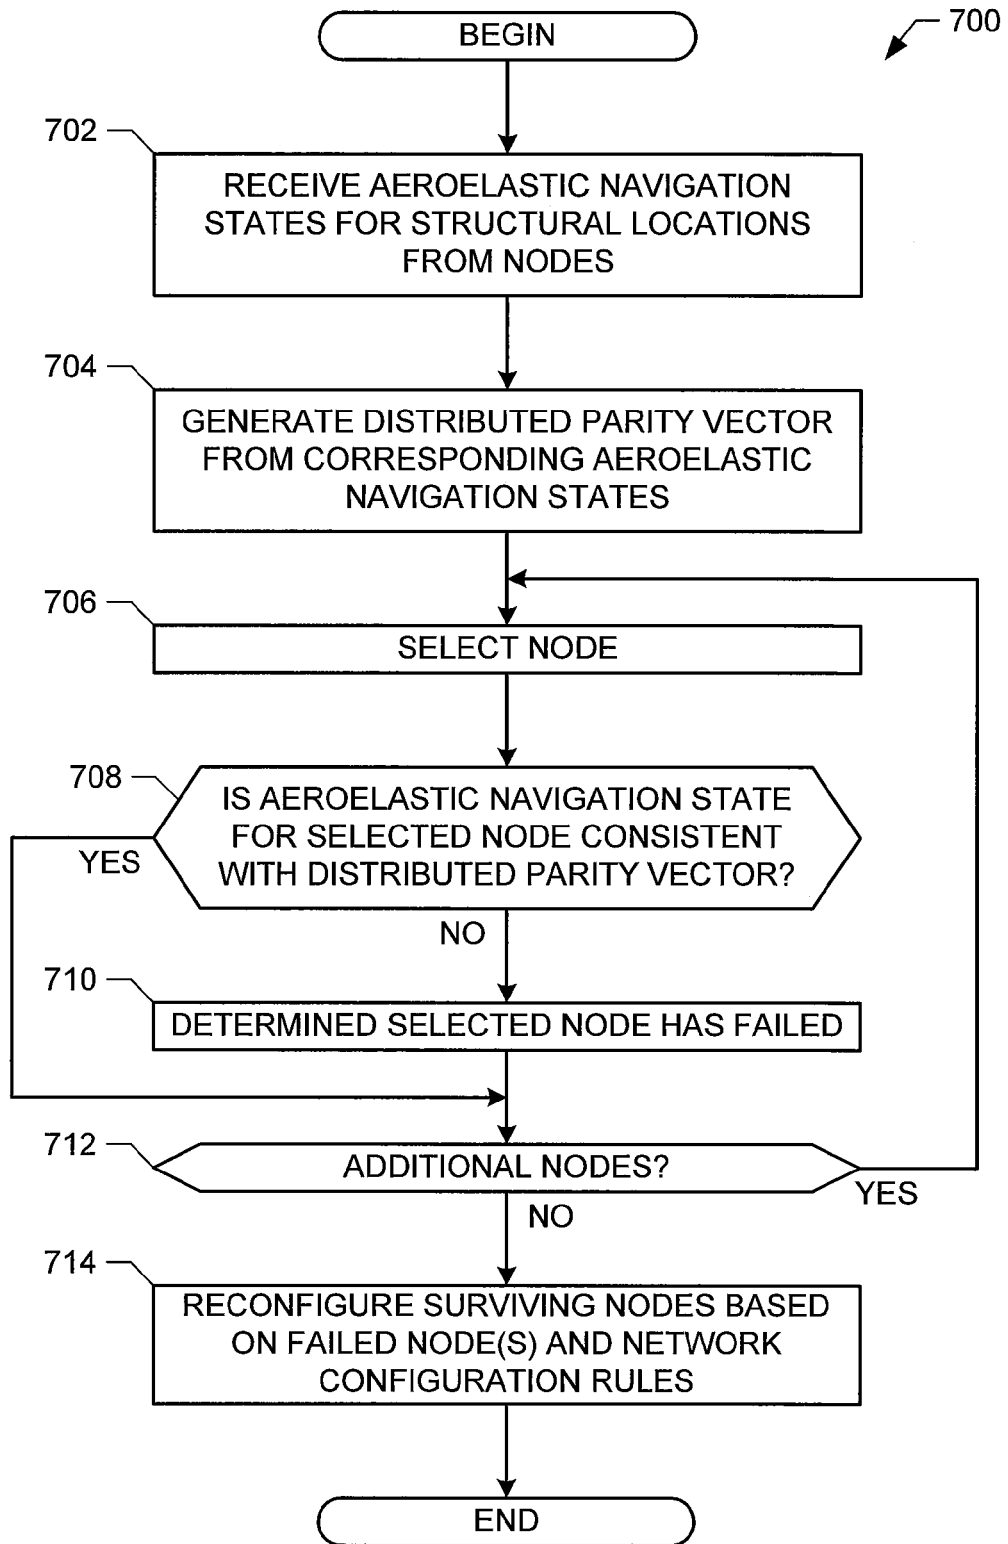 BEGIN
700
702
RECEIVE AEROELASTIC NAVIGATION
STATES FOR STRUCTURAL LOCATIONS
FROM NODES
704
GENERATE DISTRIBUTED PARITY VECTOR
FROM CORRESPONDING AEROELASTIC
NAVIGATION STATES
706
SELECT NODE
708
IS AEROELASTIC NAVIGATION STATE
FOR SELECTED NODE CONSISTENT
WITH DISTRIBUTED PARITY VECTOR?
YES
NO
710
DETERMINED SELECTED NODE HAS FAILED
712
ADDITIONAL NODES?
YES
NO
714
RECONFIGURE SURVIVING NODES BASED
ON FAILED NODE(S) AND NETWORK
CONFIGURATION RULES
END